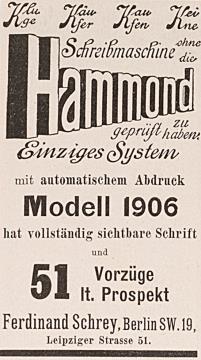 Kluge Käufer Kaufen Keine
Schreibmaschine ohne die
Hammond
geprüft zu haben.
Einziges System
mit automatischem Abdruck
Modell 1906
hat vollständig sichtbare Schrift
und
51 Vorzüge
lt. Prospekt
Ferdinand Schrey, Berlin SW. 19,
Leipziger Strasse 51.